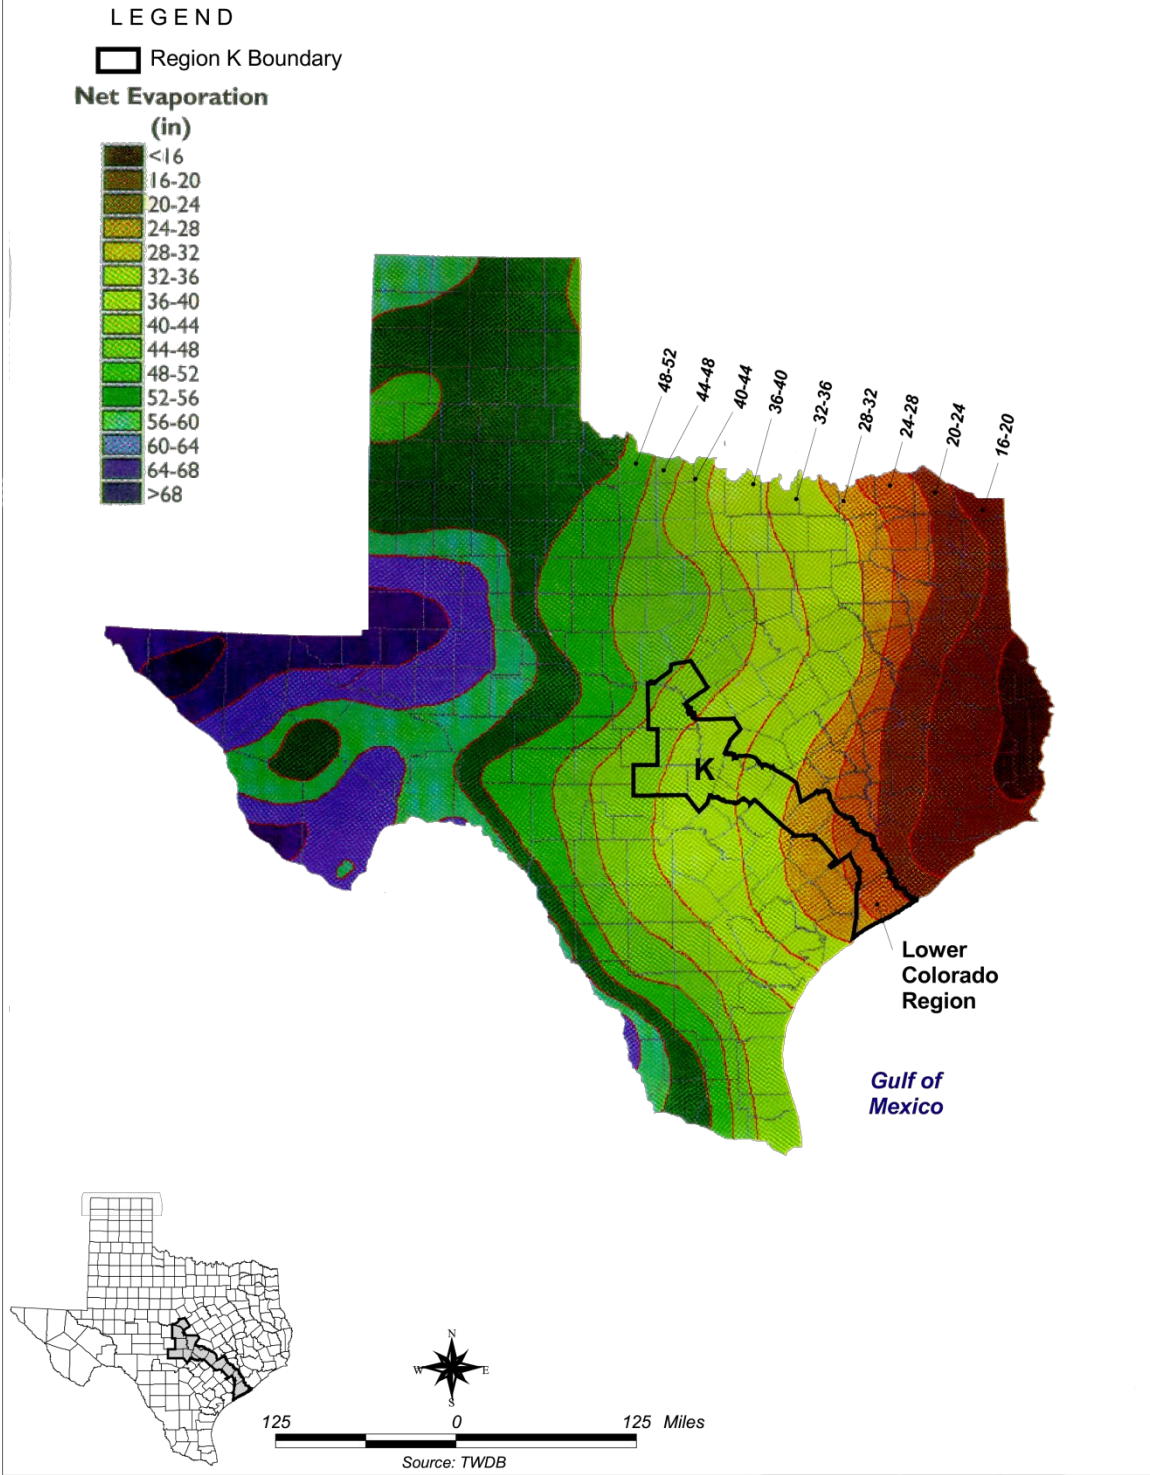 LEGEND
Region K Boundary
Net Evaporation
(in)
<16
16-20
20-24
24-28
28-32
32-36
36-40
40-44
44-48
48-52
52-56
56-60
60-64
64-68
>68
48-52
44-48
40-44
36-40
32-36
28-32
24-28
20-24
16-20
K
Lower
Colorado
Region
Gulf of
Mexico
N
W E
S
125 0 125 Miles
Source: TWDB